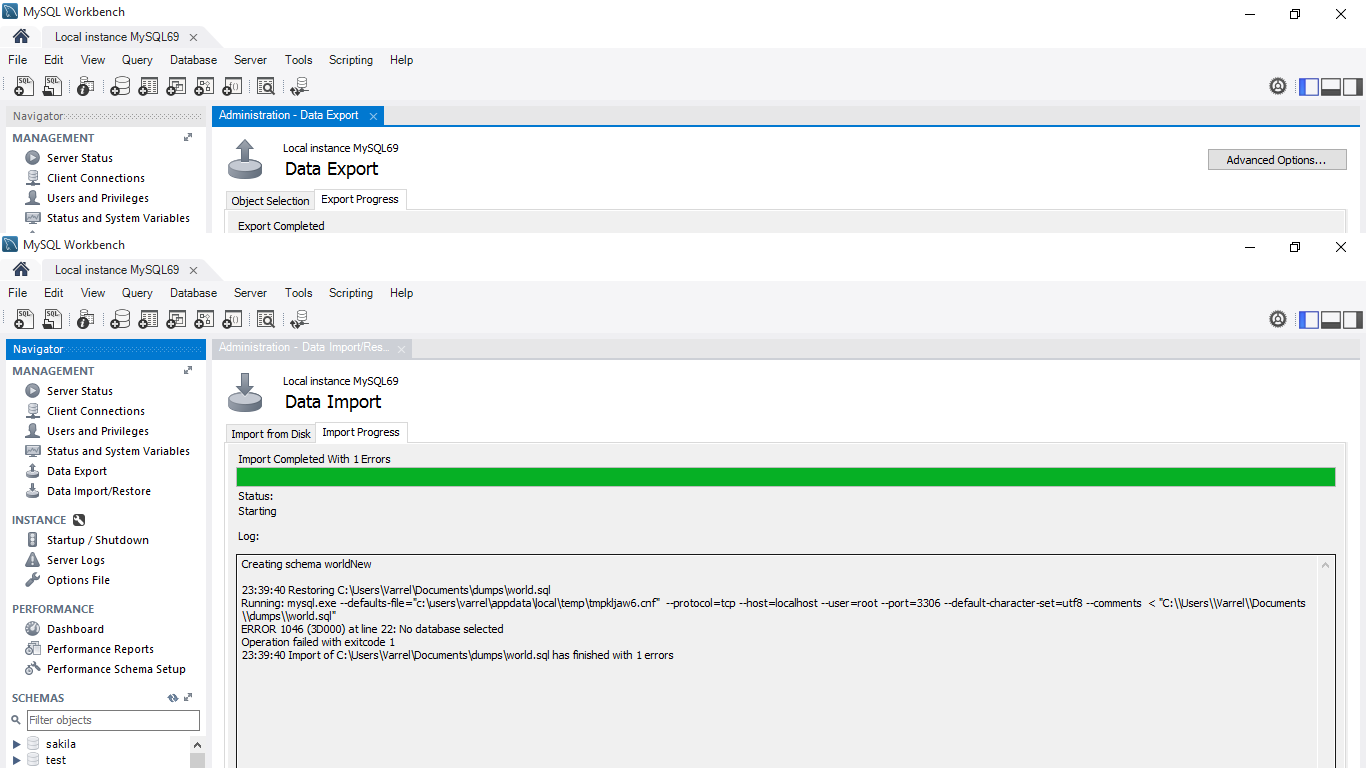 MySQL Workbench
Local instance MySQL69
File Edit View Query Database Server Tools Scripting Help
Navigator
MANAGEMENT
Server Status
Client Connections
Users and Privileges
Status and System Variables
Administration - Data Export
Local instance MySQL69
Data Export
Advanced Options...
Object Selection
Export Progress
Export Completed
MySQL Workbench
Local instance MySQL69
File Edit View Query Database Server Tools Scripting Help
Navigator
MANAGEMENT
Server Status
Client Connections
Users and Privileges
Status and System Variables
Data Export
Data Import/Restore
INSTANCE
Startup / Shutdown
Server Logs
Options File
PERFORMANCE
Dashboard
Performance Reports
Performance Schema Setup
SCHEMAS
Filter objects
sakila
test
Administration - Data Import/Res...
Local instance MySQL69
Data Import
Import from Disk
Import Progress
Import Completed With 1 Errors
Status:
Starting
Log:
Creating schema worldNew
23:39:40 Restoring C:\Users\Varrel\Documents\dumps\world.sql
Running: mysql.exe --defaults-file="c:\users\varrel\appdata\local\temp\tmpkljaw6.cnf" --protocol=tcp --host=localhost --user=root --port=3306 --default-character-set=utf8 --comments < "C:\\Users\\Varrel\\Documents
\\dumps\\world.sql"
ERROR 1046 (3D000) at line 22: No database selected
Operation failed with exitcode 1
23:39:40 Import of C:\Users\Varrel\Documents\dumps\world.sql has finished with 1 errors